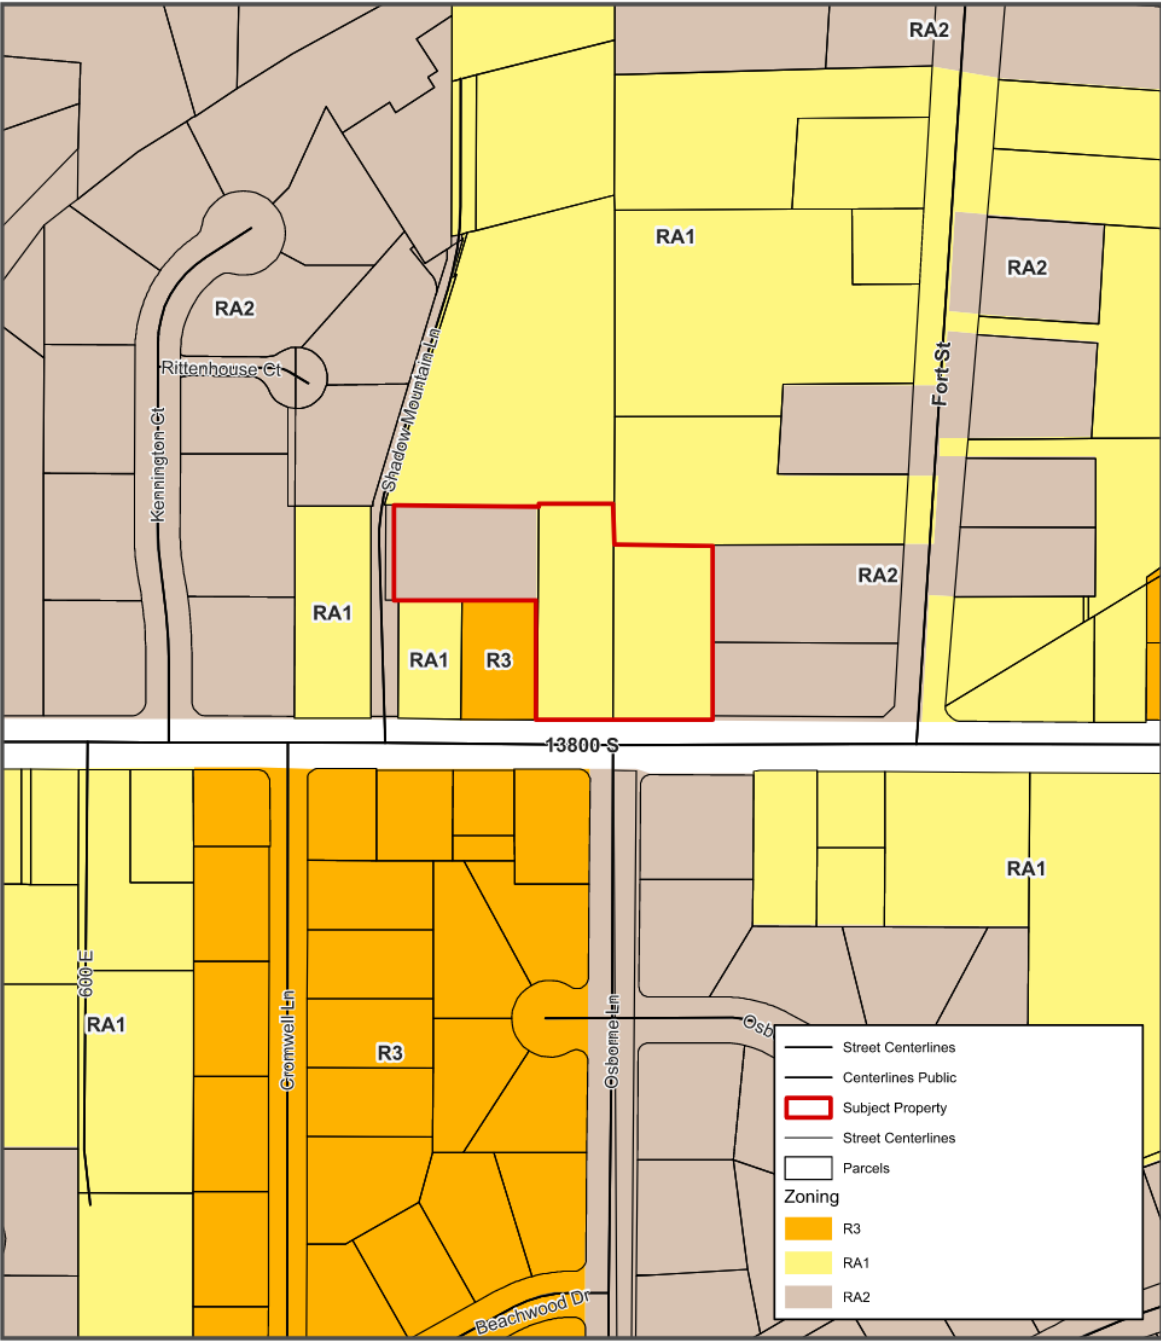 RA2
RA1
RA2
RA2
Rittenhouse Ct
Shadow Mountain Ln
Fort St
Kennington Ct
RA2
RA1
RA1
R3
13800 S
RA1
600 E
Cromwell Ln
Osborne Ln
RA1
R3
Osb
Beachwood Dr
Street Centerlines
Centerlines Public
Subject Property
Street Centerlines
Parcels
Zoning
R3
RA1
RA2